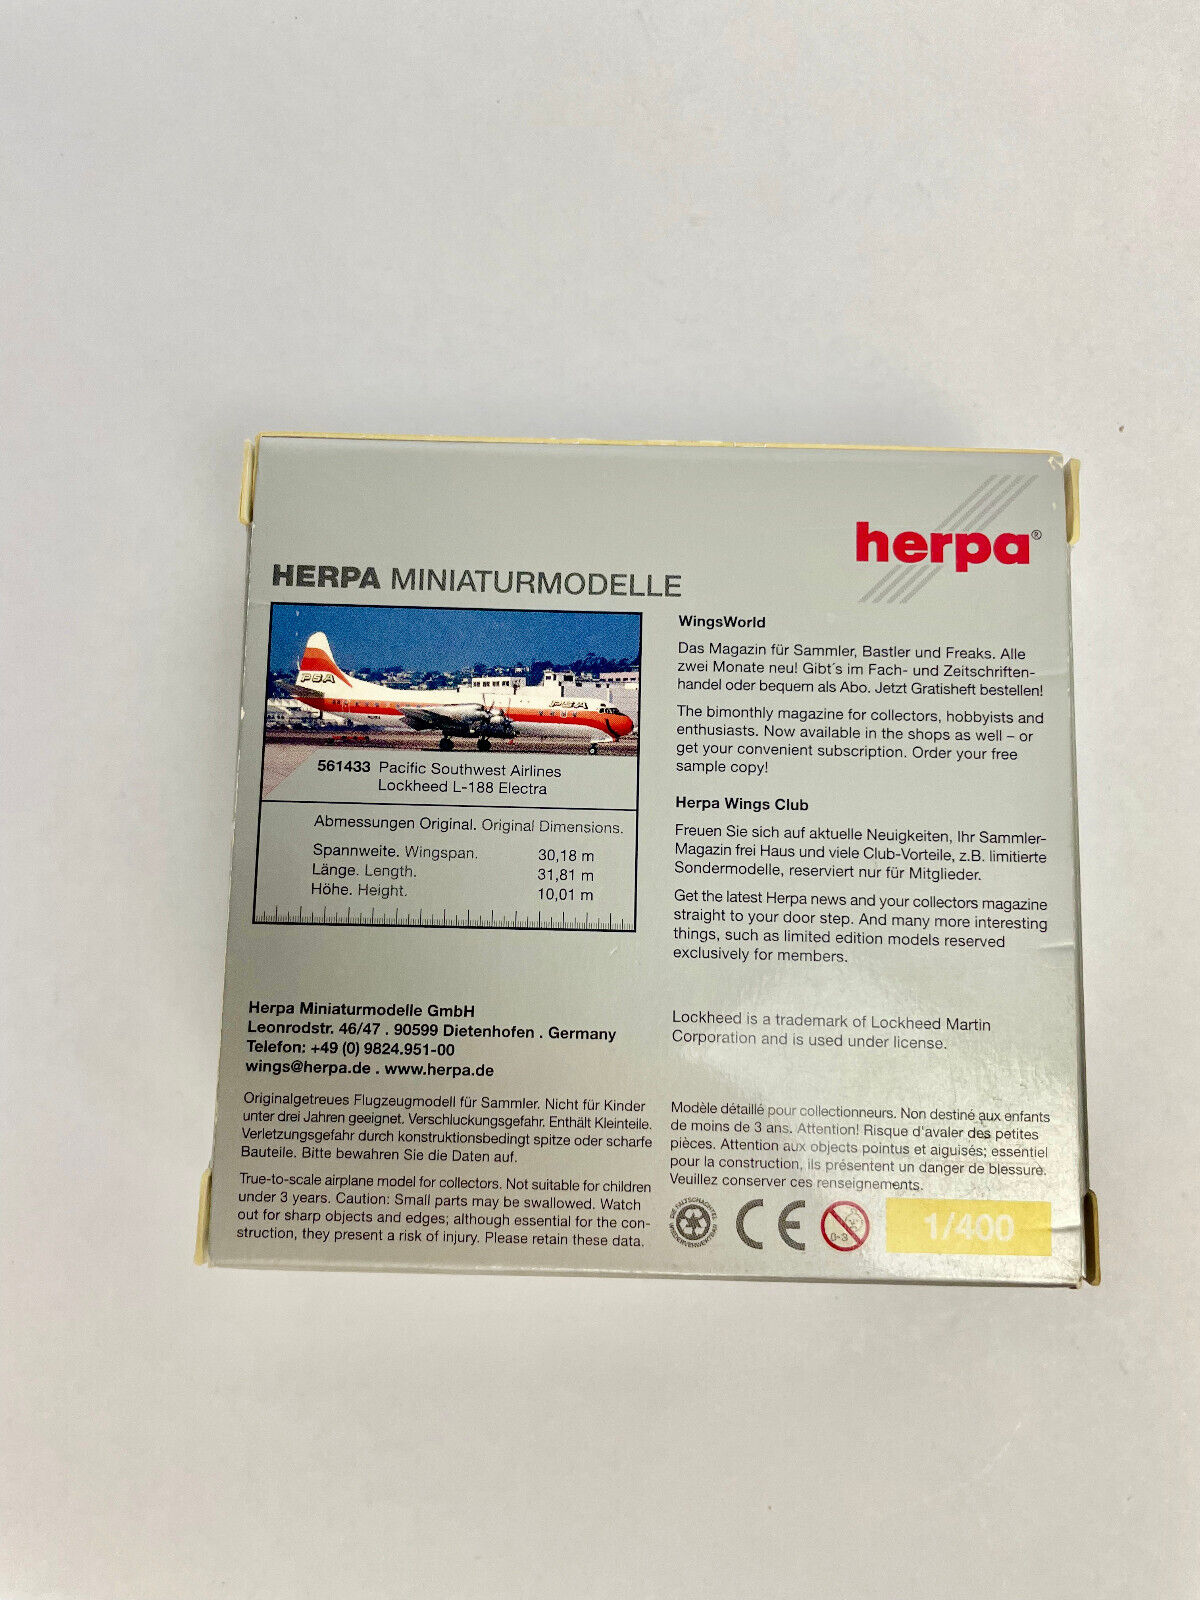 herpa®
HERPA MINIATURMODELLE
PSA
PSA
561433 Pacific Southwest Airlines
Lockheed L-188 Electra
Abmessungen Original. Original Dimensions.
Spannweite. Wingspan. 30,18 m
Länge. Length. 31,81 m
Höhe. Height. 10,01 m
WingsWorld
Das Magazin für Sammler, Bastler und Freaks. Alle
zwei Monate neu! Gibt´s im Fach- und Zeitschriften-
handel oder bequem als Abo. Jetzt Gratisheft bestellen!
The bimonthly magazine for collectors, hobbyists and
enthusiasts. Now available in the shops as well – or
get your convenient subscription. Order your free
sample copy!
Herpa Wings Club
Freuen Sie sich auf aktuelle Neuigkeiten, Ihr Sammler-
Magazin frei Haus und viele Club-Vorteile, z.B. limitierte
Sondermodelle, reserviert nur für Mitglieder.
Get the latest Herpa news and your collectors magazine
straight to your door step. And many more interesting
things, such as limited edition models reserved
exclusively for members.
Herpa Miniaturmodelle GmbH
Leonrodstr. 46/47 . 90599 Dietenhofen . Germany
Telefon: +49 (0) 9824.951-00
wings@herpa.de . www.herpa.de
Lockheed is a trademark of Lockheed Martin
Corporation and is used under license.
Originalgetreues Flugzeugmodell für Sammler. Nicht für Kinder
unter drei Jahren geeignet. Verschluckungsgefahr. Enthält Kleinteile.
Verletzungsgefahr durch konstruktionsbedingt spitze oder scharfe
Bauteile. Bitte bewahren Sie die Daten auf.
True-to-scale airplane model for collectors. Not suitable for children
under 3 years. Caution: Small parts may be swallowed. Watch
out for sharp objects and edges; although essential for the con-
struction, they present a risk of injury. Please retain these data.
Modèle détaillé pour collectionneurs. Non destiné aux enfants
de moins de 3 ans. Attention! Risque d'avaler des petites
pièces. Attention aux objects pointus et aiguisés; essentiel
pour la construction, ils présentent un danger de blessure.
Veuillez conserver ces renseignements.
CE
0-3
1/400